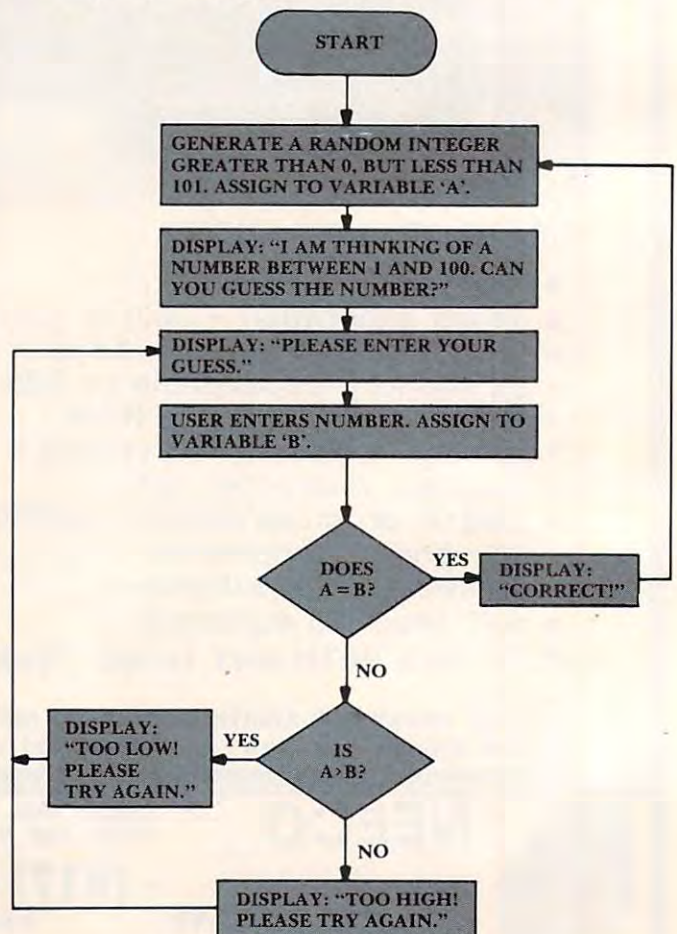 START
GENERATE A RANDOM INTEGER
GREATER THAN 0, BUT LESS THAN
101. ASSIGN TO VARIABLE ‘A’.
DISPLAY: “I AM THINKING OF A
NUMBER BETWEEN 1 AND 100. CAN
YOU GUESS THE NUMBER?”
DISPLAY: “PLEASE ENTER YOUR
GUESS.”
USER ENTERS NUMBER. ASSIGN TO
VARIABLE ‘B’.
DOES
A=B?
YES
DISPLAY:
“CORRECT!”
NO
IS
A>B?
YES
DISPLAY:
“TOO LOW!
PLEASE
TRY AGAIN.”
NO
DISPLAY: “TOO HIGH!
PLEASE TRY AGAIN.”